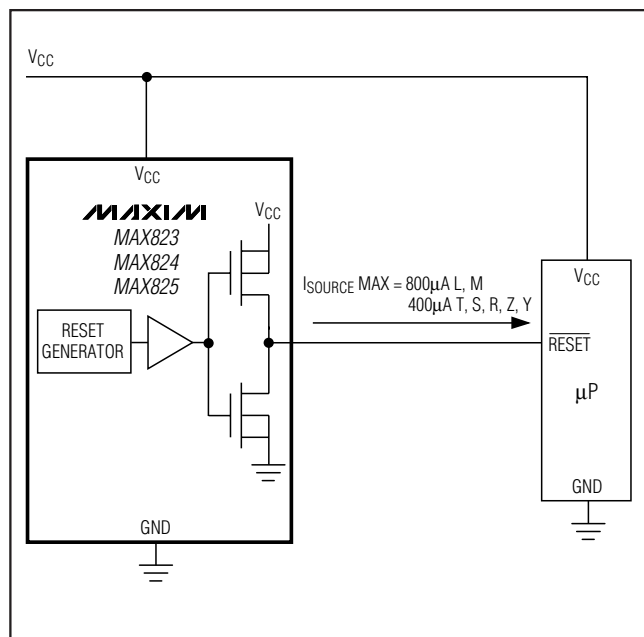 VCC
VCC
MAXIM
MAX823
MAX824
MAX825
VCC
RESET
GENERATOR
ISOURCE MAX = 800µA L, M
400µA T, S, R, Z, Y
VCC
RESET
µP
GND
GND